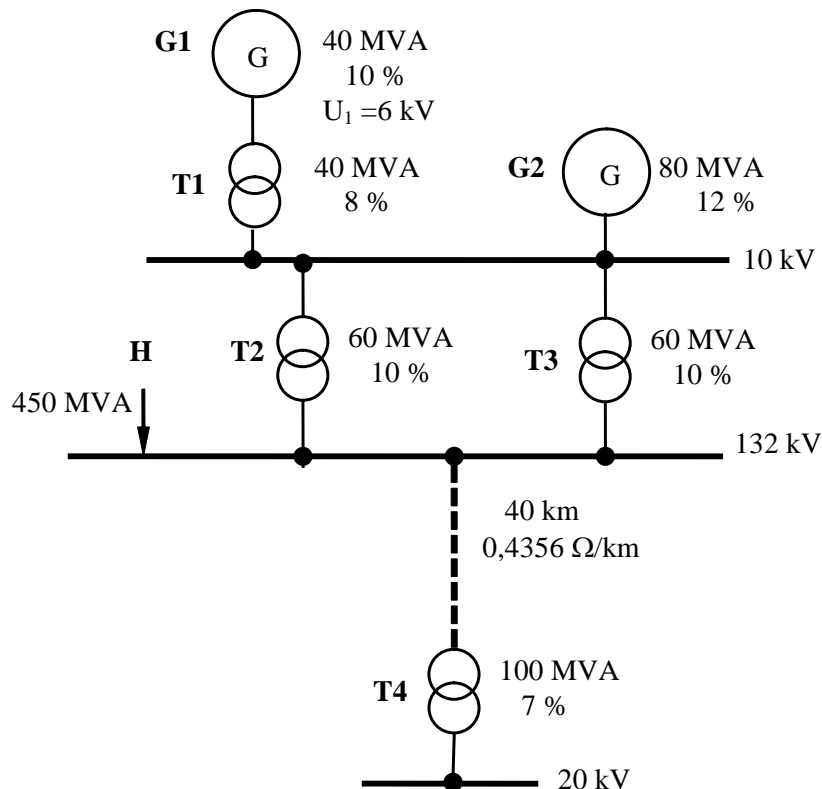 G1
G
40 MVA
10 %
U₁ =6 kV
T1
40 MVA
8 %
G2
G
80 MVA
12 %
10 kV
H
450 MVA
T2
60 MVA
10 %
T3
60 MVA
10 %
132 kV
40 km
0,4356 Ω/km
T4
100 MVA
7 %
20 kV